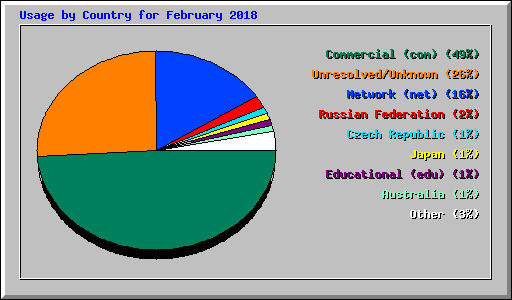 Usage by Country for February 2018
Commercial (com) (49%)
Unresolved/Unknown (26%)
Network (net) (16%)
Russian Federation (2%)
Czech Republic (1%)
Japan (1%)
Educational (edu) (1%)
Australia (1%)
Other (3%)